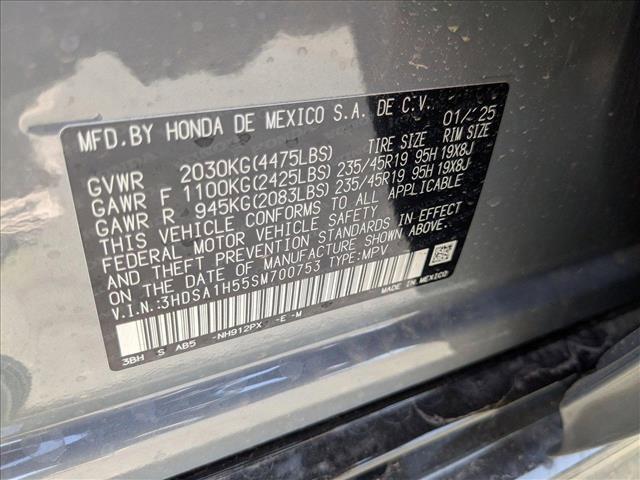 MFD.BY HONDA DE MEXICO S.A. DE C.V. 01/25
GVWR 2030KG(4475LBS) TIRE SIZE RIM SIZE
GAWR F 1100KG(2425LBS) 235/45R19 95H 19X8J
GAWR R 945KG(2083LBS) 235/45R19 95H 19X8J
THIS VEHICLE CONFORMS TO ALL APPLICABLE
FEDERAL MOTOR VEHICLE SAFETY
AND THEFT PREVENTION STANDARDS IN EFFECT
ON THE DATE OF MANUFACTURE SHOWN ABOVE.
V.I.N:3HDSA1H55SM700753 TYPE:MPV
MADE IN MEXICO
3BH S AB5 -NH912PX -E -M